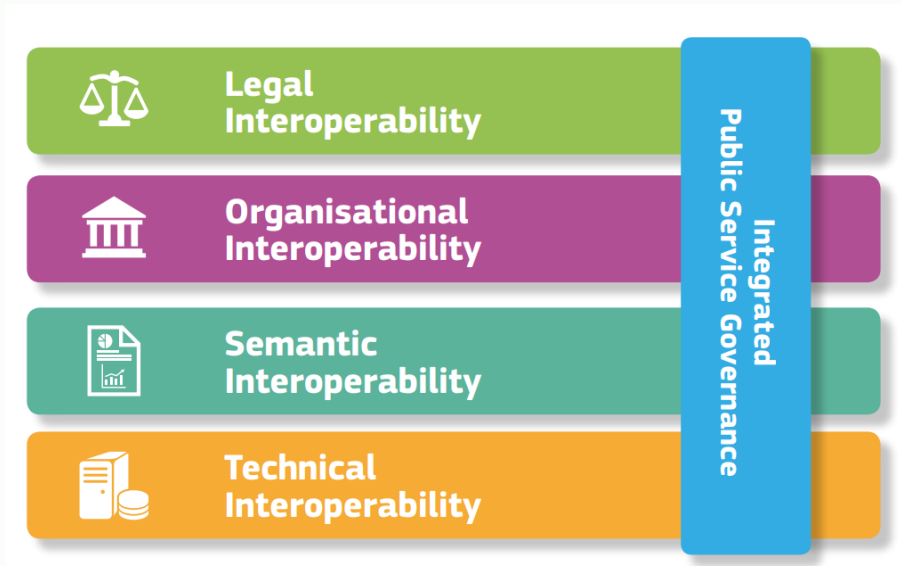 Legal
Interoperability
Organisational
Interoperability
Semantic
Interoperability
Technical
Interoperability
Integrated
Public Service Governance